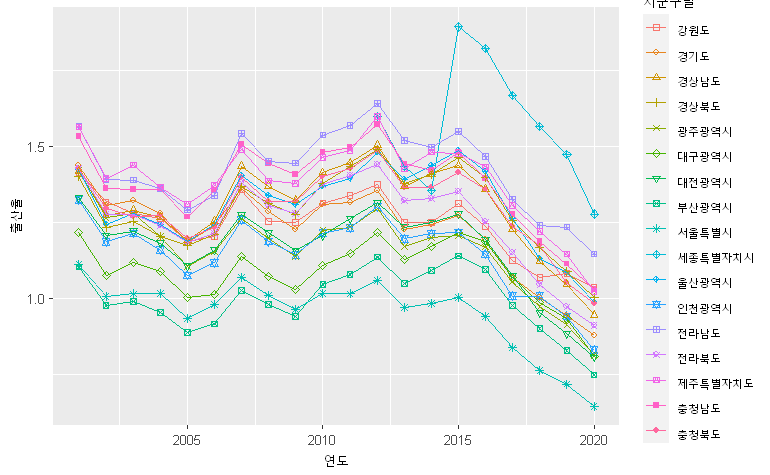 시군구별
강원도
경기도
경상남도
경상북도
광주광역시
대구광역시
대전광역시
부산광역시
서울특별시
세종특별자치시
울산광역시
인천광역시
전라남도
전라북도
제주특별자치도
충청남도
충청북도
출산율
1.5
1.0
2005
2010
2015
2020
연도